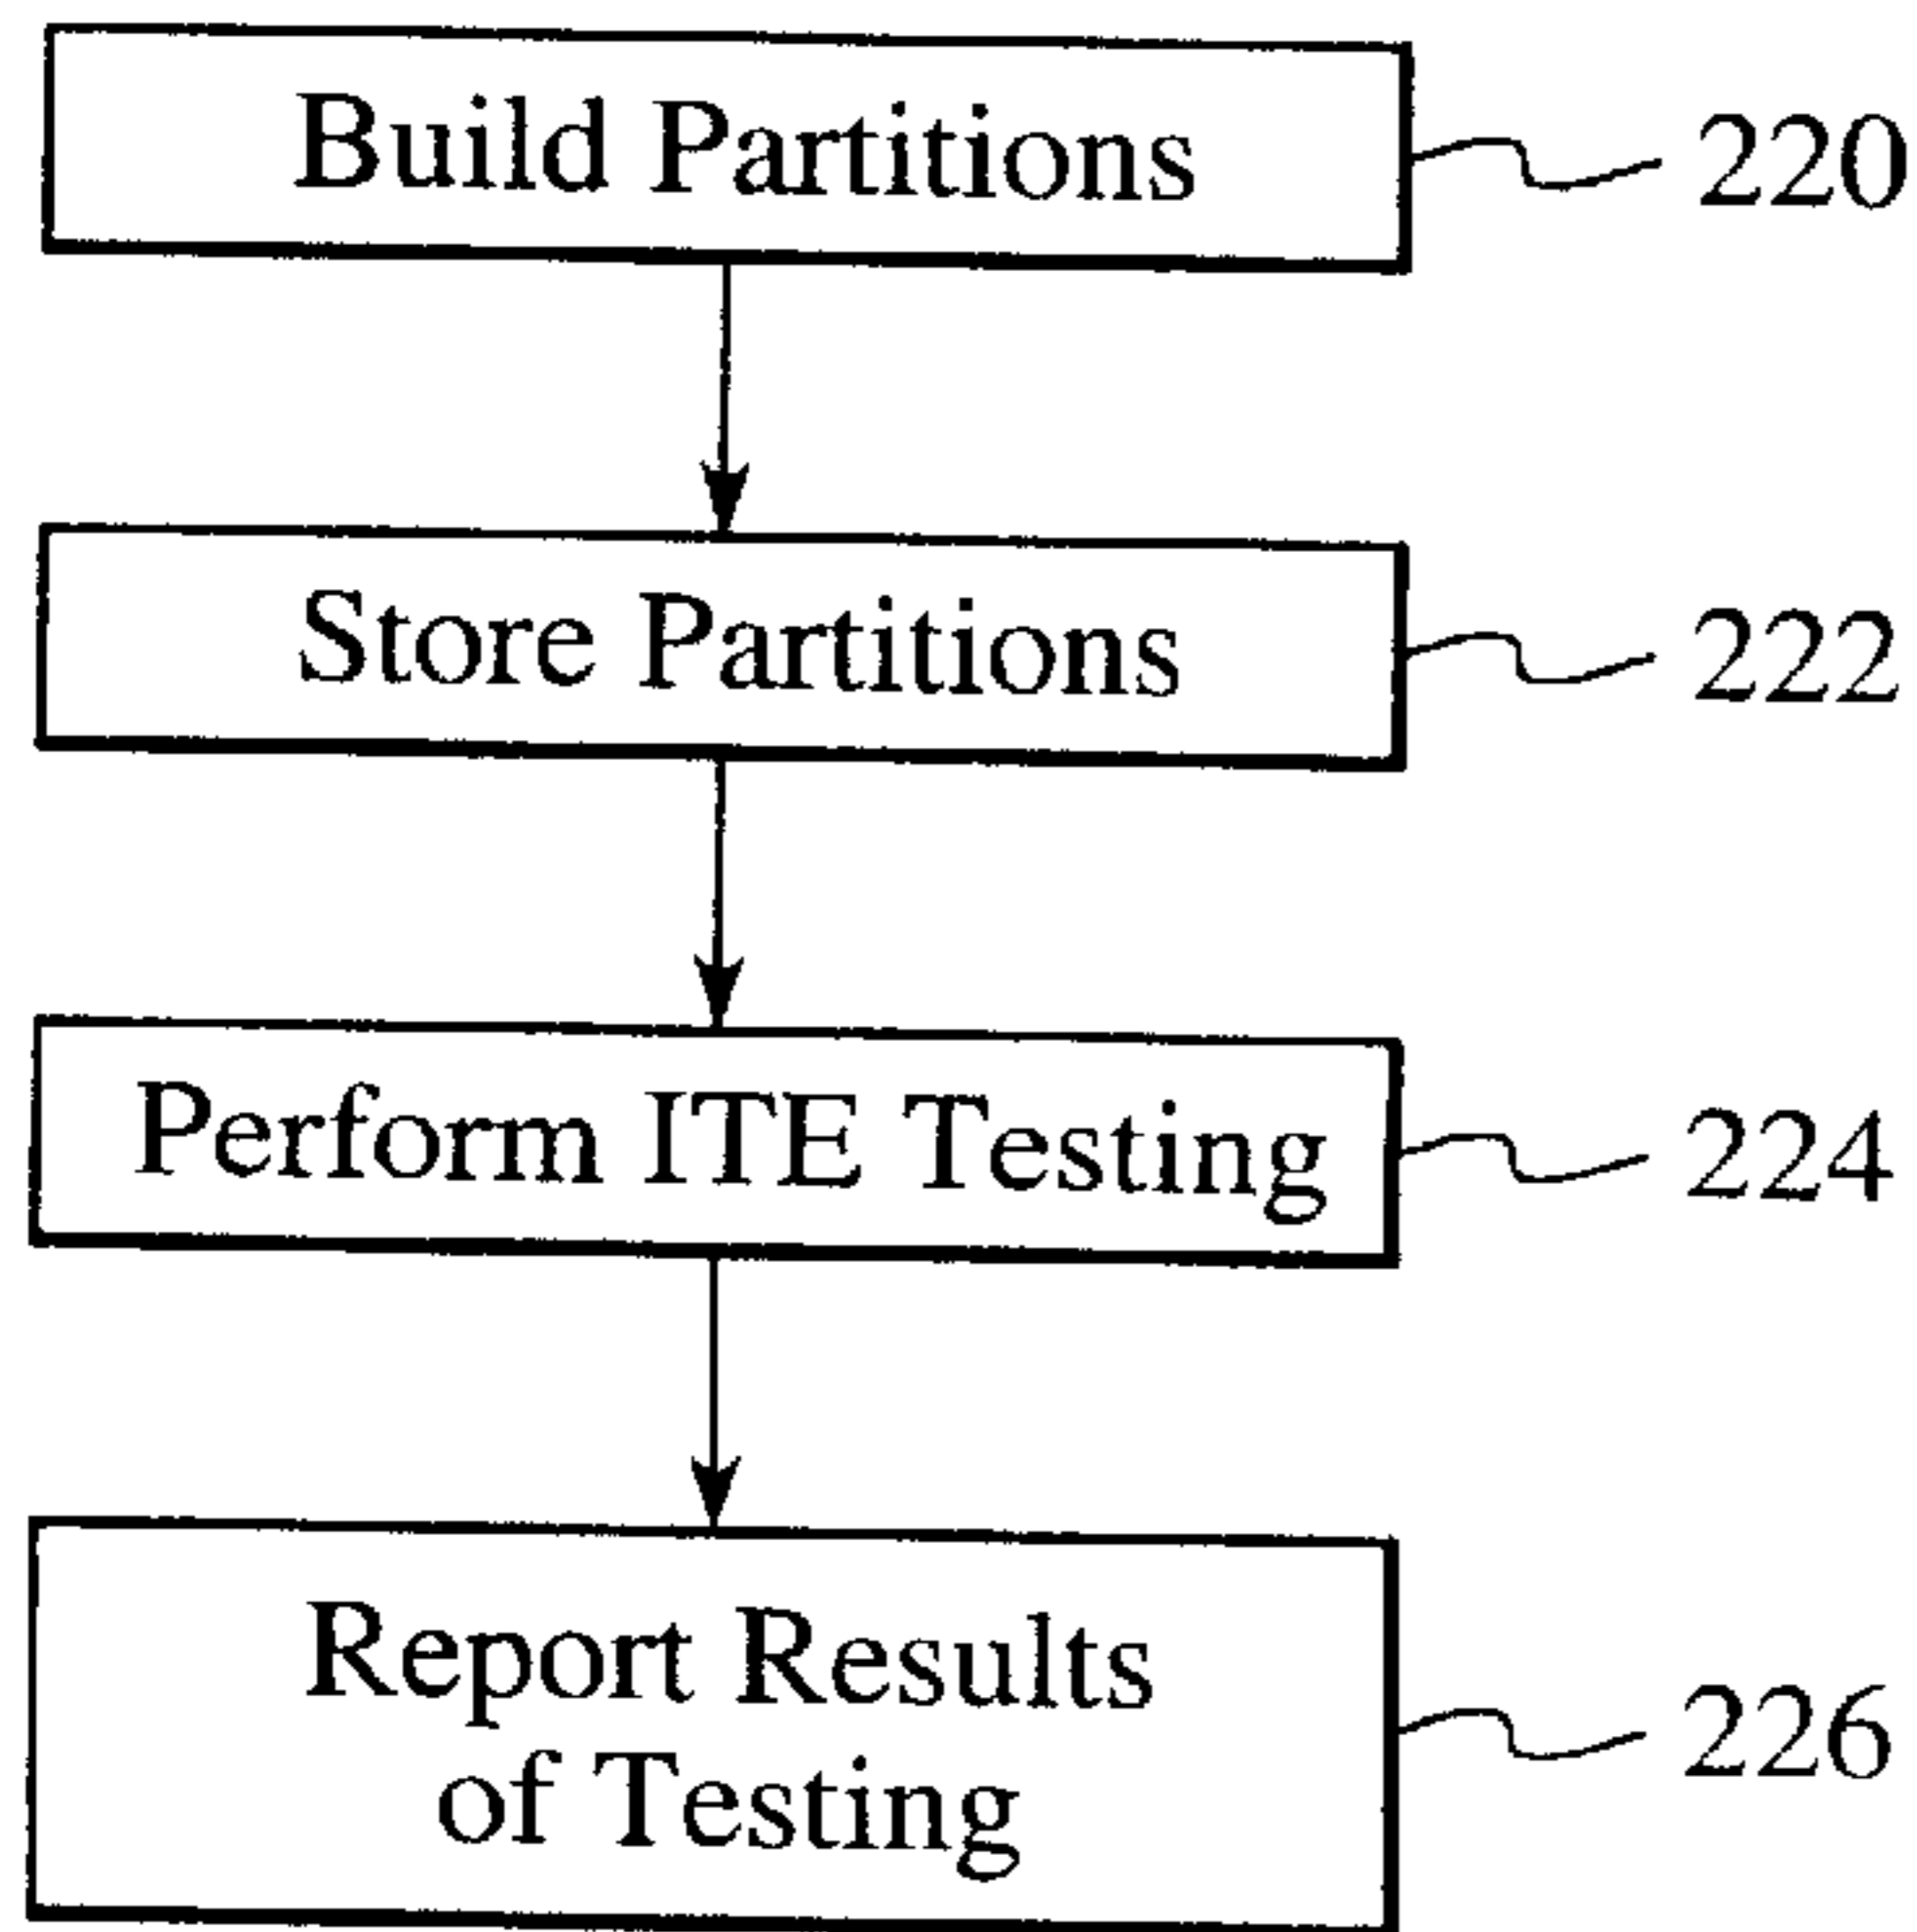 Build Partitions
220
Store Partitions
222
Perform ITE Testing
224
Report Results
of Testing
226